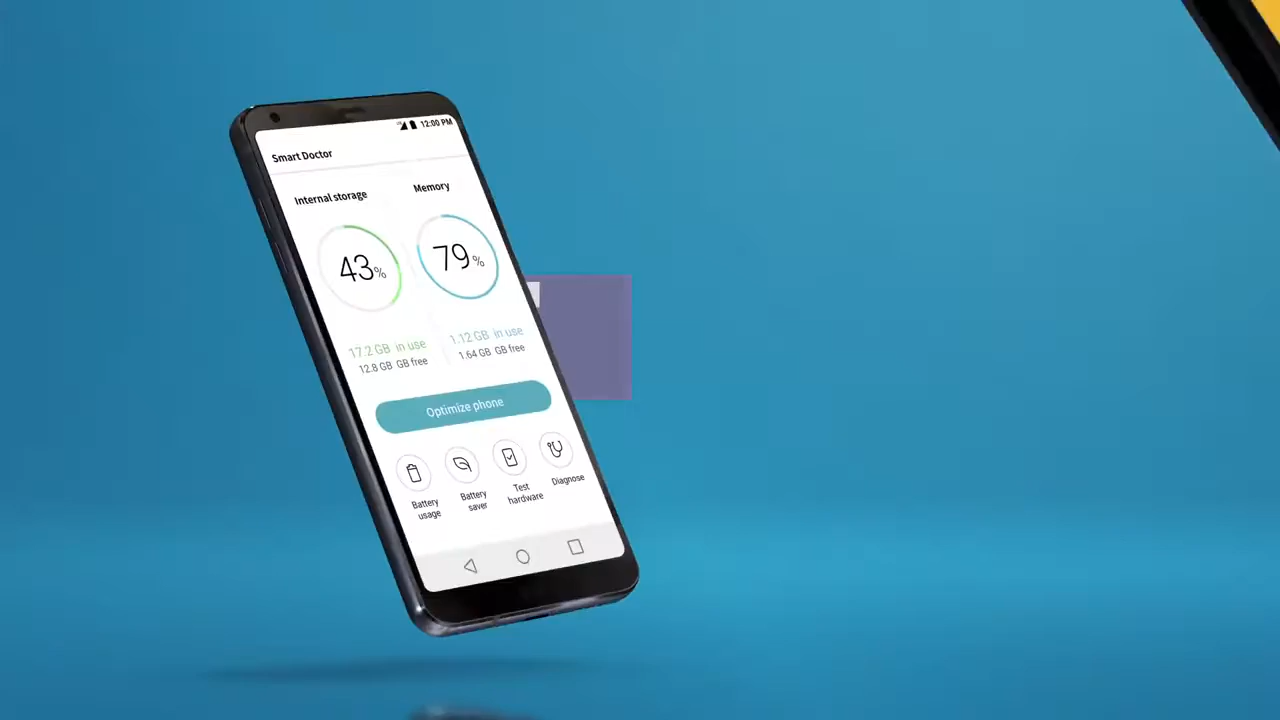 12:00 PM
Smart Doctor
Internal storage
Memory
43%
79%
17.2 GB in use
12.8 GB GB free
1.12 GB in use
1.64 GB GB free
Optimize phone
Battery
usage
Battery
saver
Test
hardware
Diagnose